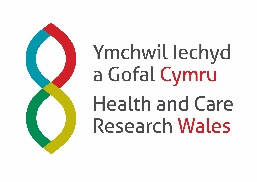 Ymchwil Iechyd
a Gofal Cymru
Health and Care
Research Wales